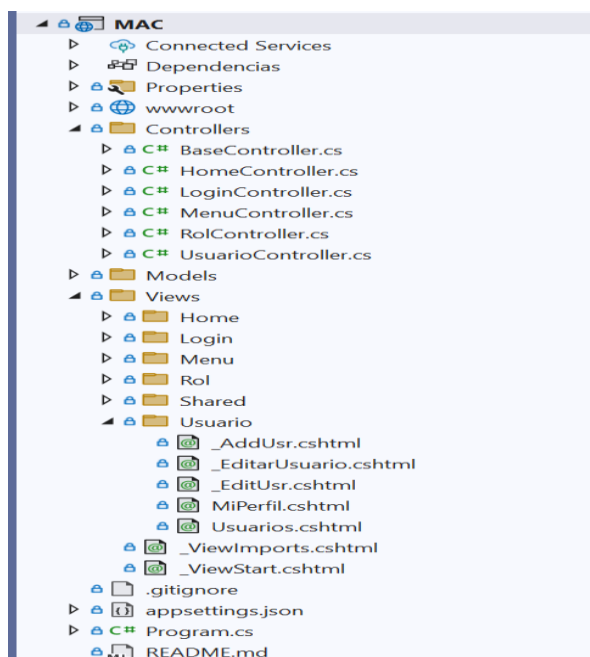 MAC
Connected Services
Dependencias
Properties
wwwroot
Controllers
C# BaseController.cs
C# HomeController.cs
C# LoginController.cs
C# MenuController.cs
C# RolController.cs
C# UsuarioController.cs
Models
Views
Home
Login
Menu
Rol
Shared
Usuario
_AddUsr.cshtml
_EditarUsuario.cshtml
_EditUsr.cshtml
MiPerfil.cshtml
Usuarios.cshtml
_ViewImports.cshtml
_ViewStart.cshtml
.gitignore
appsettings.json
C# Program.cs
README.md